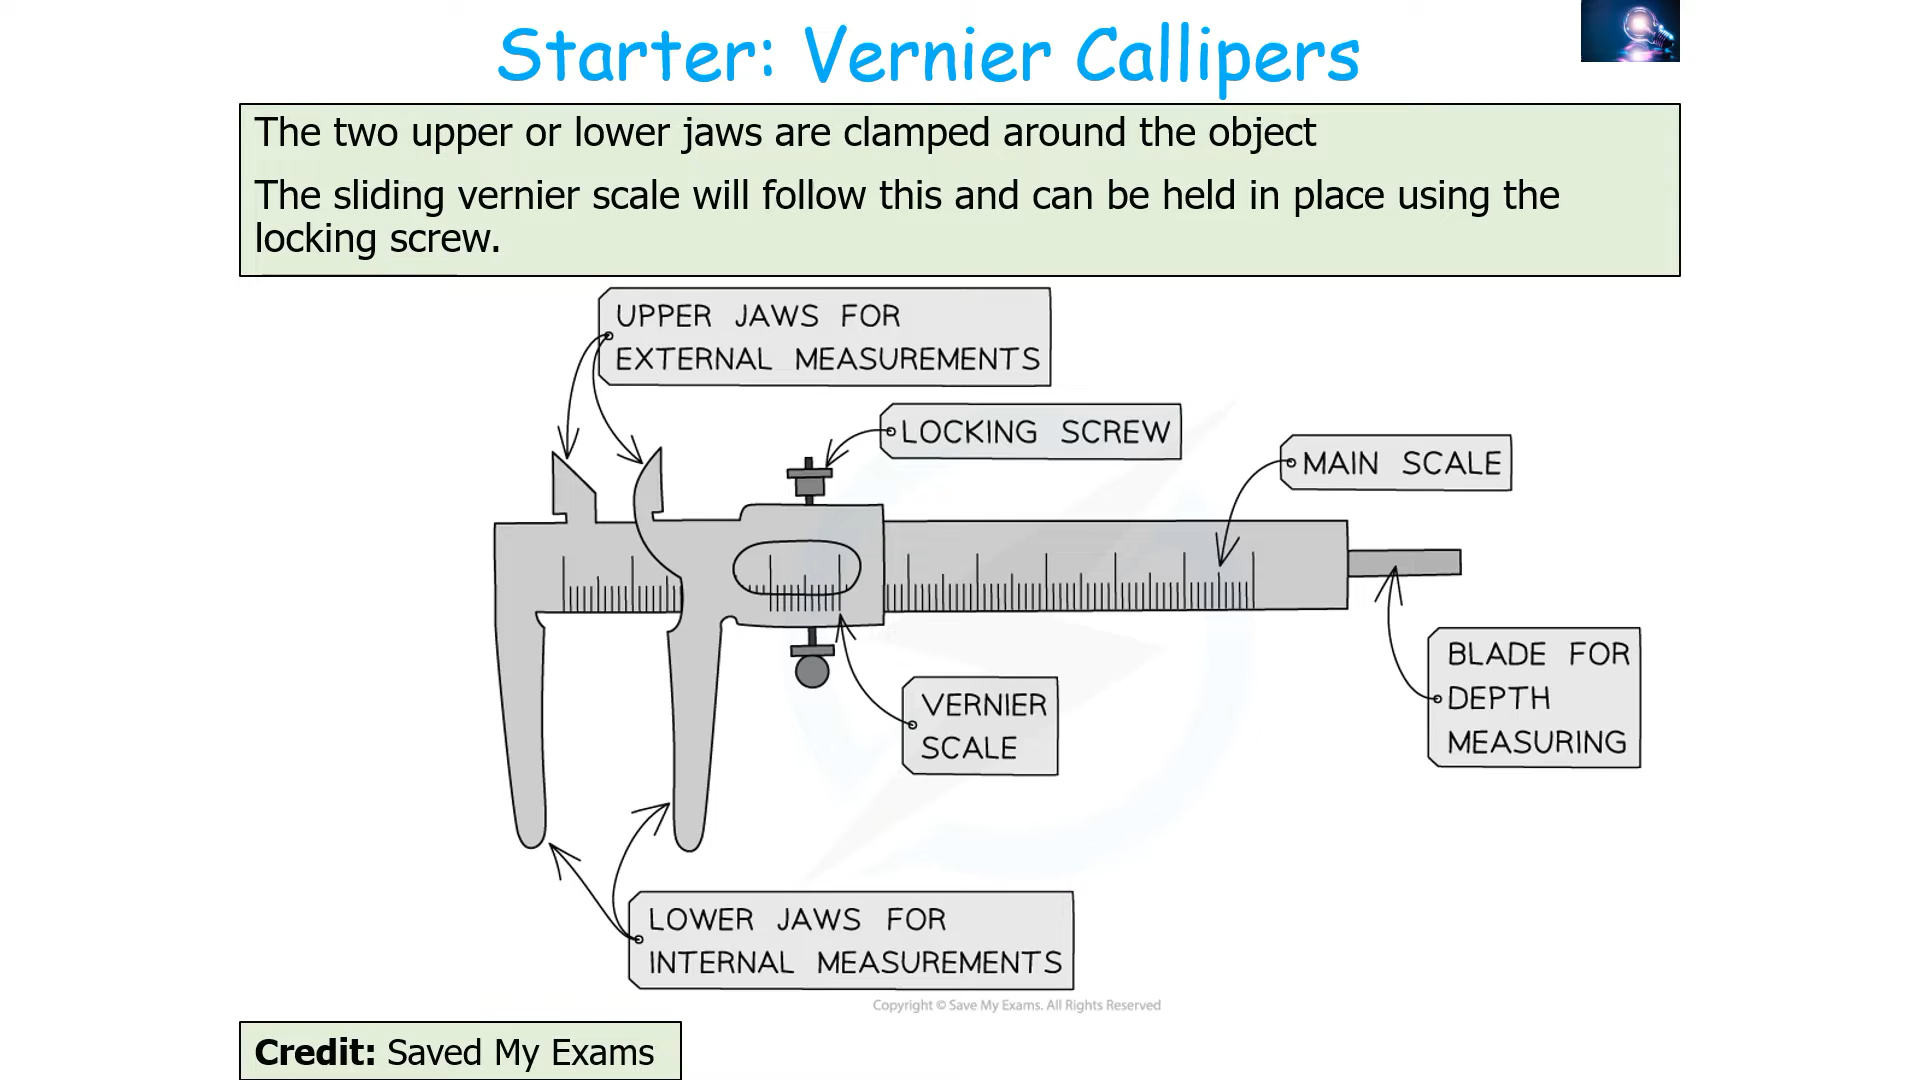 Starter: Vernier Callipers
The two upper or lower jaws are clamped around the object
The sliding vernier scale will follow this and can be held in place using the
locking screw.
UPPER JAWS FOR
EXTERNAL MEASUREMENTS
LOCKING SCREW
MAIN SCALE
BLADE FOR
DEPTH
MEASURING
VERNIER
SCALE
LOWER JAWS FOR
INTERNAL MEASUREMENTS
Copyright © Save My Exams. All Rights Reserved
Credit: Saved My Exams